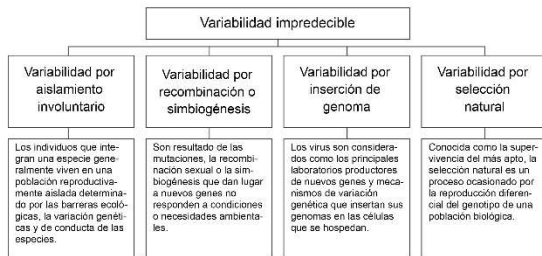 Variabilidad impredecible
Variabilidad por
aislamiento
involuntario
Los individuos que inte-
gran una especie gene-
ralmente viven en una
población reproductiva-
mente aislada determina-
do por las barreras ecoló-
gicas, la variación genéti-
cas y de conducta de las
especies.
Variabilidad por
recombinación o
simbiogénesis
Son resultado de las
mutaciones, la recombi-
nación sexual o la sim-
biogénesis que dan lugar
a nuevos genes no
responden a condiciones
o necesidades ambienta-
les.
Variabilidad por
inserción de
genoma
Los virus son considera-
dos como los principales
laboratorios productores
de nuevos genes y meca-
nismos de variación
genética que insertan sus
genomas en las células
que se hospedan.
Variabilidad por
selección
natural
Conocida como la super-
vivencia del más apto, la
selección natural es un
proceso ocasionado por
la reproducción diferen-
cial del genotipo de una
población biológica.